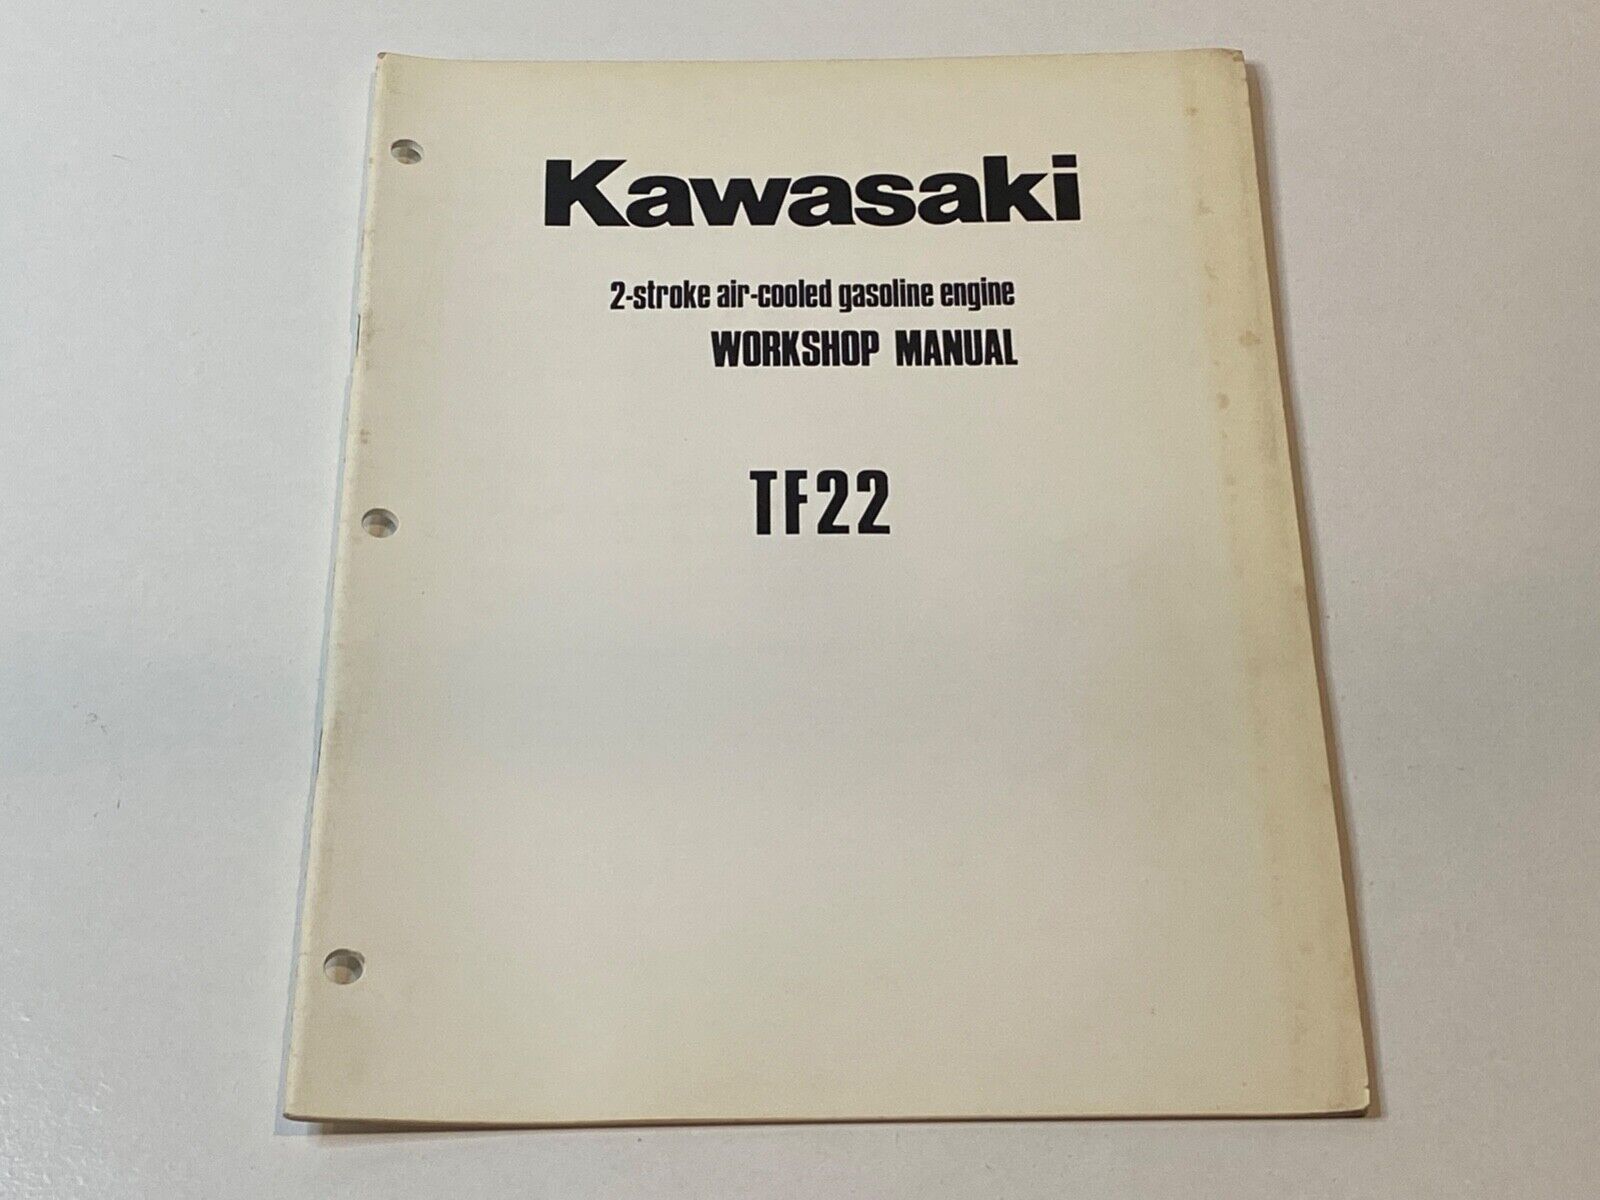 Kawasaki
2-stroke air-cooled gasoline engine
WORKSHOP MANUAL
TF22